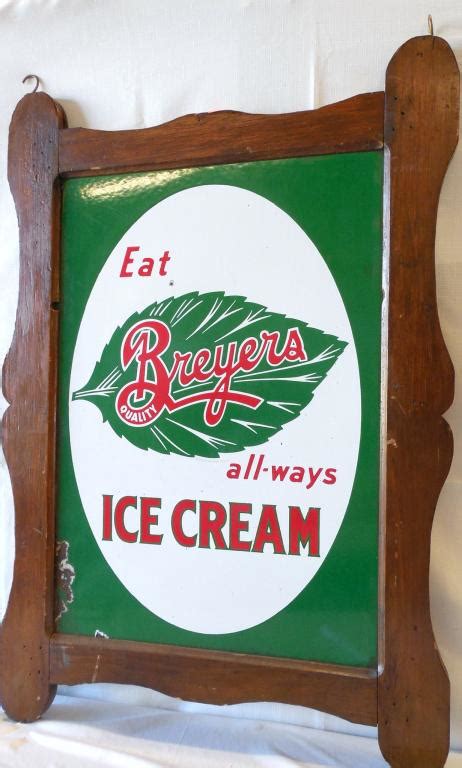 Eat
Breyers
QUALITY
all-ways
ICE CREAM